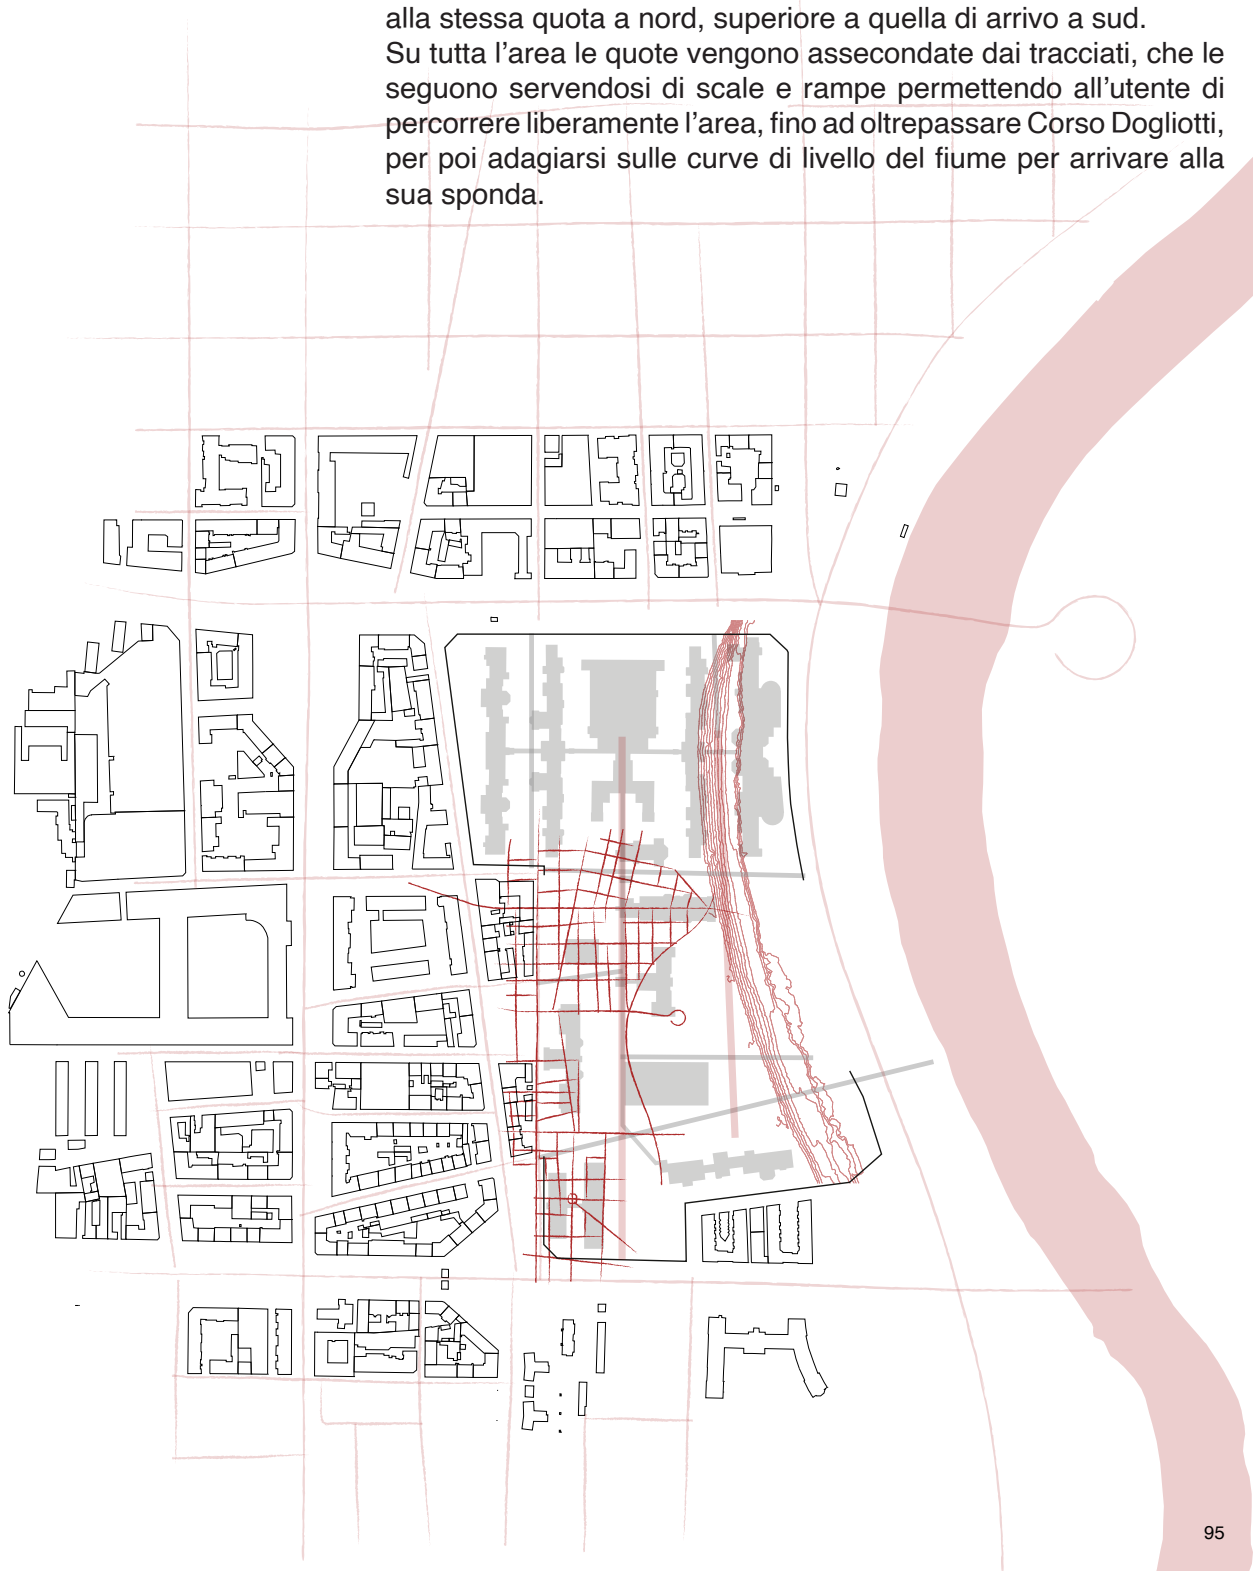 alla stessa quota a nord, superiore a quella di arrivo a sud.
Su tutta l’area le quote vengono assecondate dai tracciati, che le
seguono servendosi di scale e rampe permettendo all’utente di
percorrere liberamente l’area, fino ad oltrepassare Corso Dogliotti,
per poi adagiarsi sulle curve di livello del fiume per arrivare alla
sua sponda.
95